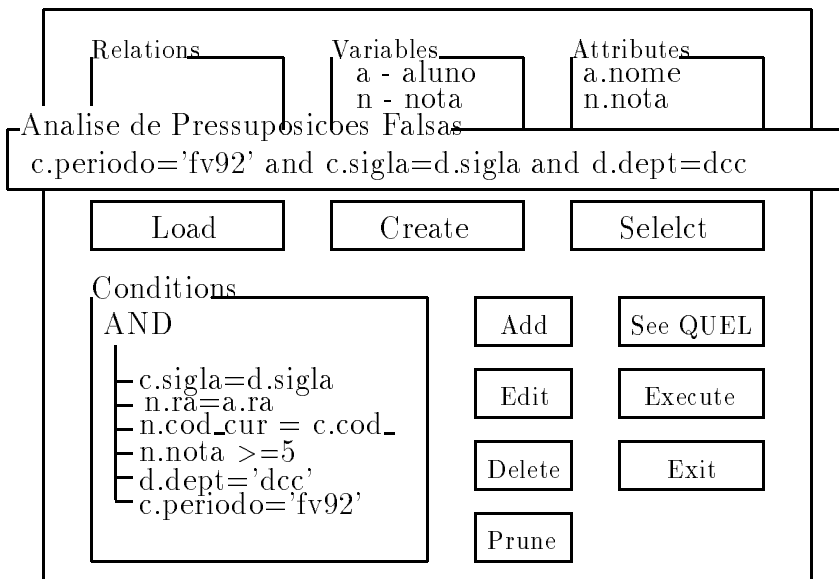 Relations
Variables
Attributes
a - aluno
n - nota
a.nome
n.nota
Analise de Pressuposicoes Falsas
c.periodo='fv92' and c.sigla=d.sigla and d.dept=dcc
Load
Create
Selelct
Conditions
AND
c.sigla=d.sigla
n.ra=a.ra
n.cod_cur = c.cod_
n.nota >=5
d.dept='dcc'
c.periodo='fv92'
Add
See QUEL
Edit
Execute
Delete
Exit
Prune